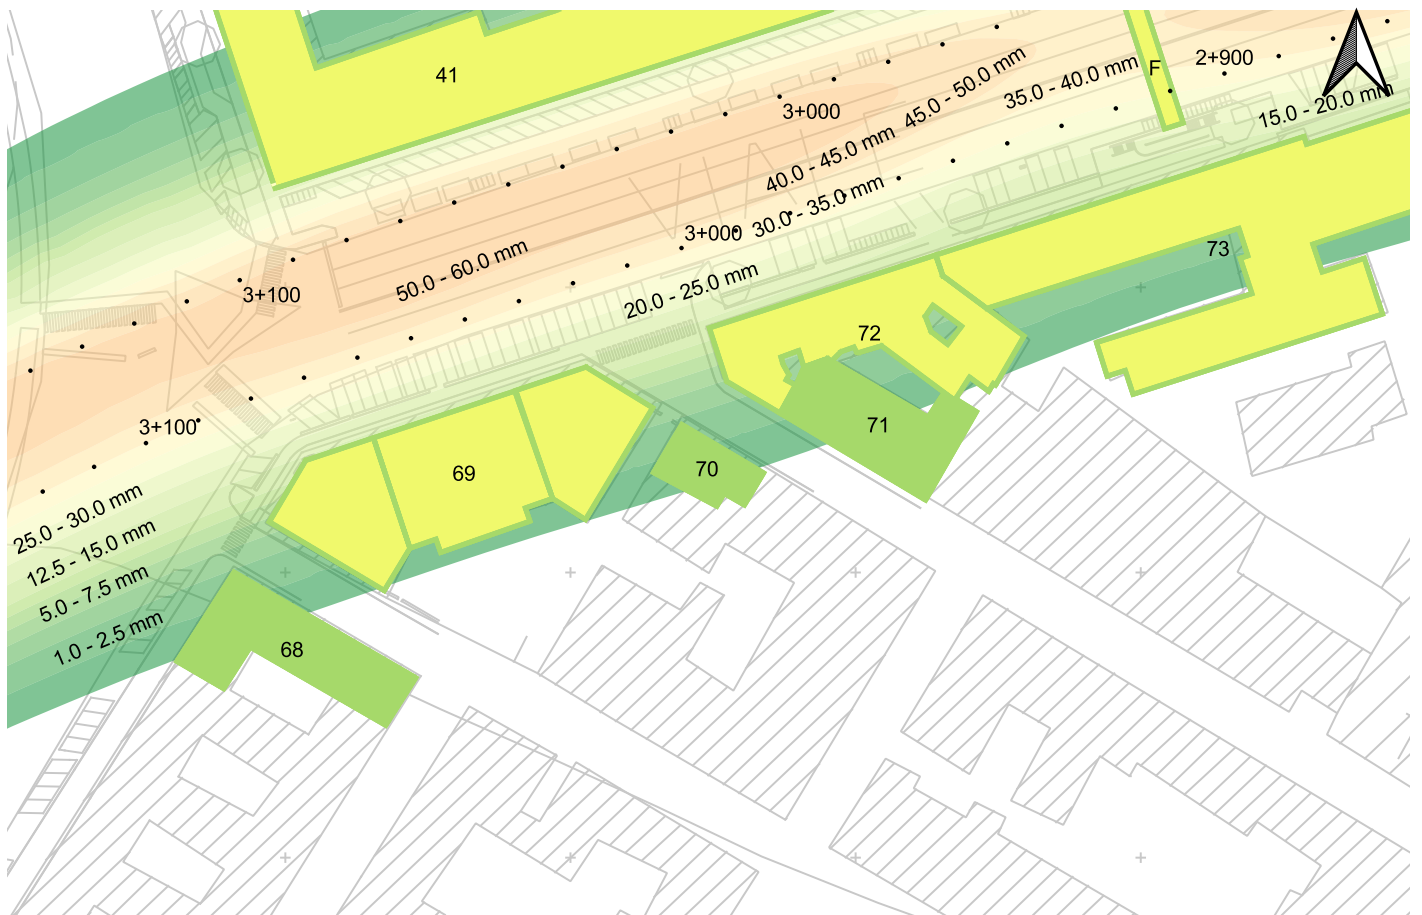 41
F
2+900
45.0 - 50.0 mm
35.0 - 40.0 mm
15.0 - 20.0 mm
3+000
40.0 - 45.0 mm
30.0 - 35.0 mm
3+000
73
50.0 - 60.0 mm
3+100
20.0 - 25.0 mm
72
3+100
71
69
70
25.0 - 30.0 mm
12.5 - 15.0 mm
5.0 - 7.5 mm
1.0 - 2.5 mm
68